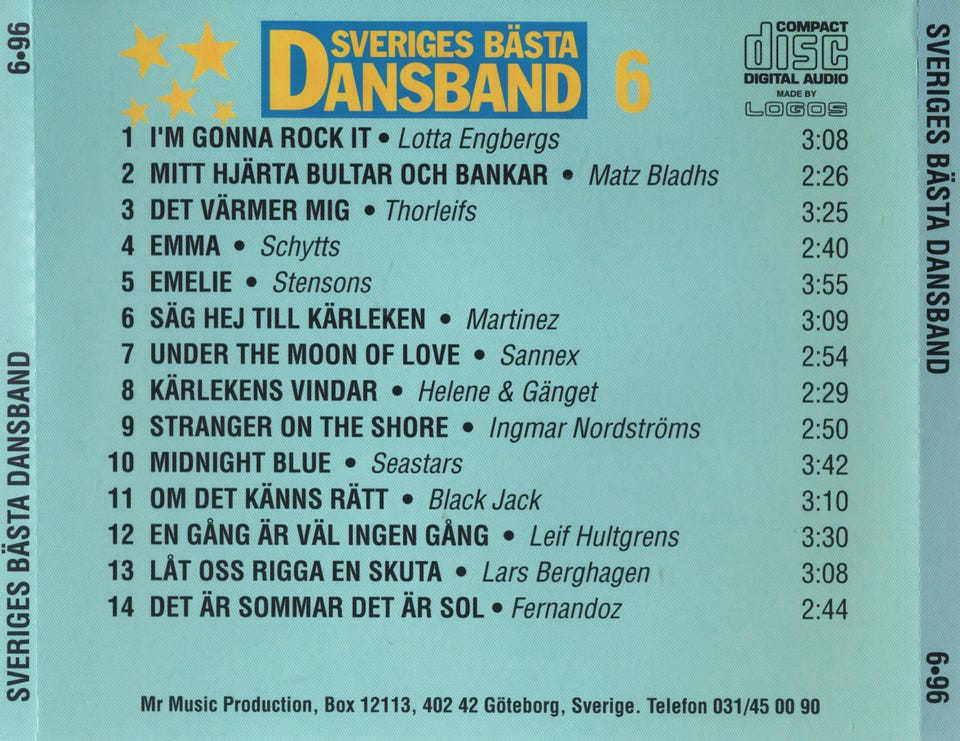 6•96
SVERIGES BÄSTA DANSBAND
SVERIGES BÄSTA
DANSBAND 6
COMPACT
disc
DIGITAL AUDIO
MADE BY
LOGOS
1 I'M GONNA ROCK IT • Lotta Engbergs 3:08
2 MITT HJÄRTA BULTAR OCH BANKAR • Matz Bladhs 2:26
3 DET VÄRMER MIG • Thorleifs 3:25
4 EMMA • Schytts 2:40
5 EMELIE • Stensons 3:55
6 SÄG HEJ TILL KÄRLEKEN • Martinez 3:09
7 UNDER THE MOON OF LOVE • Sannex 2:54
8 KÄRLEKENS VINDAR • Helene & Gänget 2:29
9 STRANGER ON THE SHORE • Ingmar Nordströms 2:50
10 MIDNIGHT BLUE • Seastars 3:42
11 OM DET KÄNNS RÄTT • Black Jack 3:10
12 EN GÅNG ÄR VÄL INGEN GÅNG • Leif Hultgrens 3:30
13 LÅT OSS RIGGA EN SKUTA • Lars Berghagen 3:08
14 DET ÄR SOMMAR DET ÄR SOL • Fernandoz 2:44
Mr Music Production, Box 12113, 402 42 Göteborg, Sverige. Telefon 031/45 00 90
SVERIGES BÄSTA DANSBAND
6•96